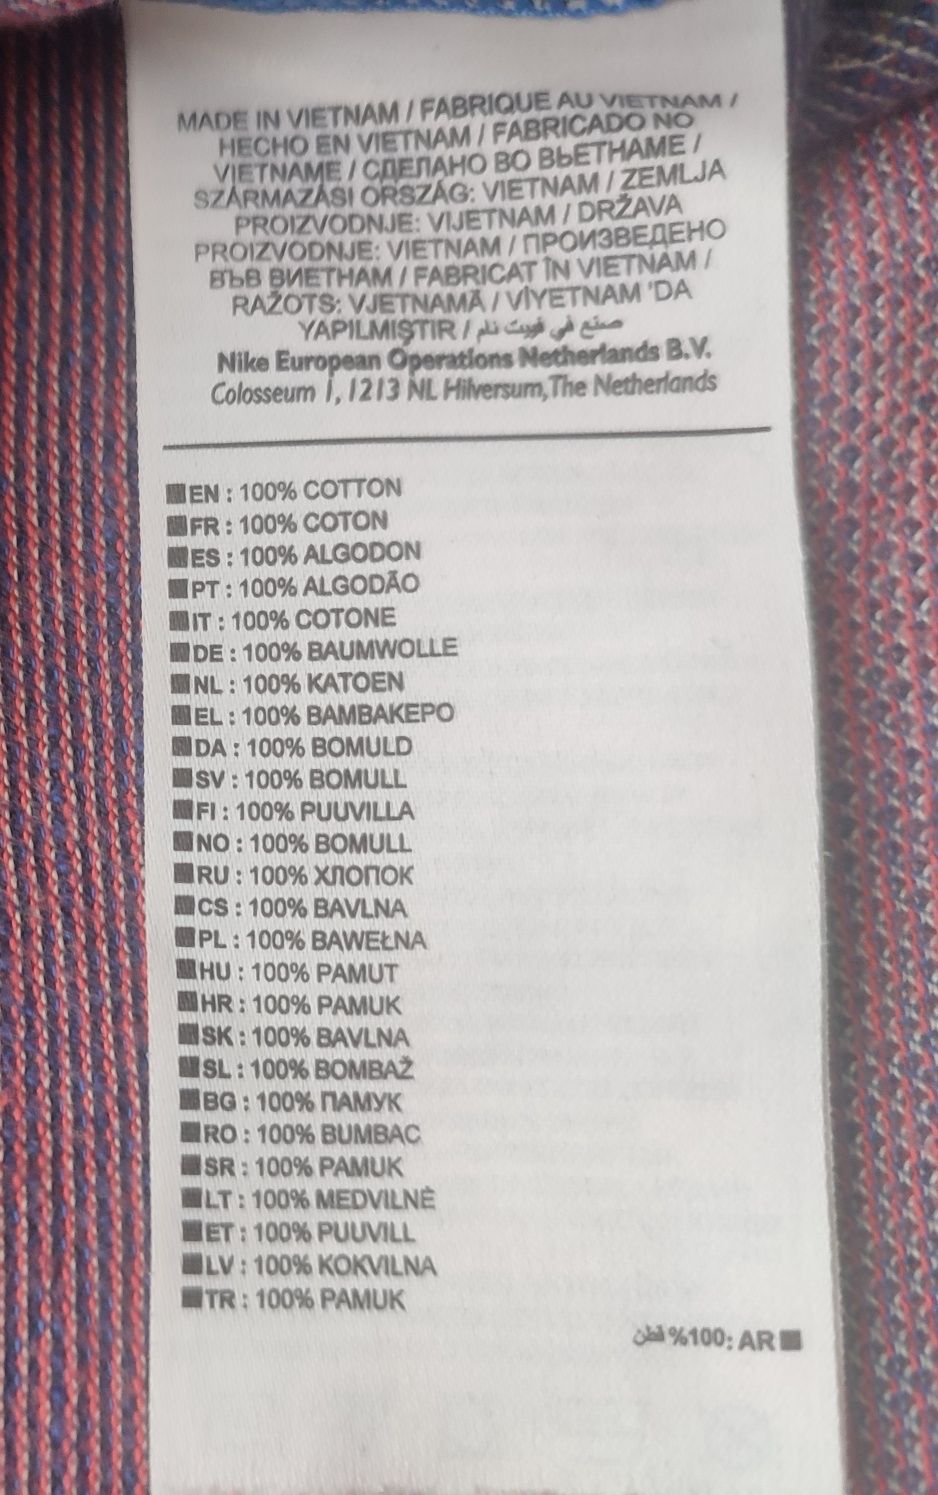 MADE IN VIETNAM / FABRIQUE AU VIETNAM /
HECHO EN VIETNAM / FABRICADO NO
VIETNAME / СДЕЛАНО ВО ВЬЕТНАМЕ /
SZÁRMAZÁSI ORSZÁG: VIETNAM / ZEMLJA
PROIZVODNJE: VIJETNAM / DRŽAVA
PROIZVODNJE: VIETNAM / ПРОИЗВЕДЕНО
ВЪВ ВИЕТНАМ / FABRICAT ÎN VIETNAM /
RAŽOTS: VJETNAMĀ / VİYETNAM 'DA
YAPILMIŞTIR / صنع في فييت نام
Nike European Operations Netherlands B.V.
Colosseum 1, 1213 NL Hilversum, The Netherlands
EN : 100% COTTON
FR : 100% COTON
ES : 100% ALGODON
PT : 100% ALGODÃO
IT : 100% COTONE
DE : 100% BAUMWOLLE
NL : 100% KATOEN
EL : 100% ΒΑΜΒΑΚΕΡΟ
DA : 100% BOMULD
SV : 100% BOMULL
FI : 100% PUUVILLA
NO : 100% BOMULL
RU : 100% ХЛОПОК
CS : 100% BAVLNA
PL : 100% BAWEŁNA
HU : 100% PAMUT
HR : 100% PAMUK
SK : 100% BAVLNA
SL : 100% BOMBAŽ
BG : 100% ПАМУК
RO : 100% BUMBAC
SR : 100% PAMUK
LT : 100% MEDVILNĖ
ET : 100% PUUVILL
LV : 100% KOKVILNA
TR : 100% PAMUK
قطن %100: AR